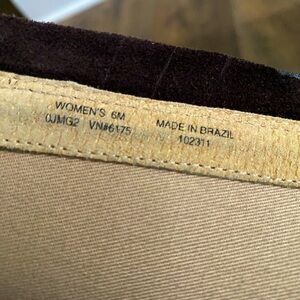 WOMEN'S 6M
0JMG2 VN#6175
MADE IN BRAZIL
102311